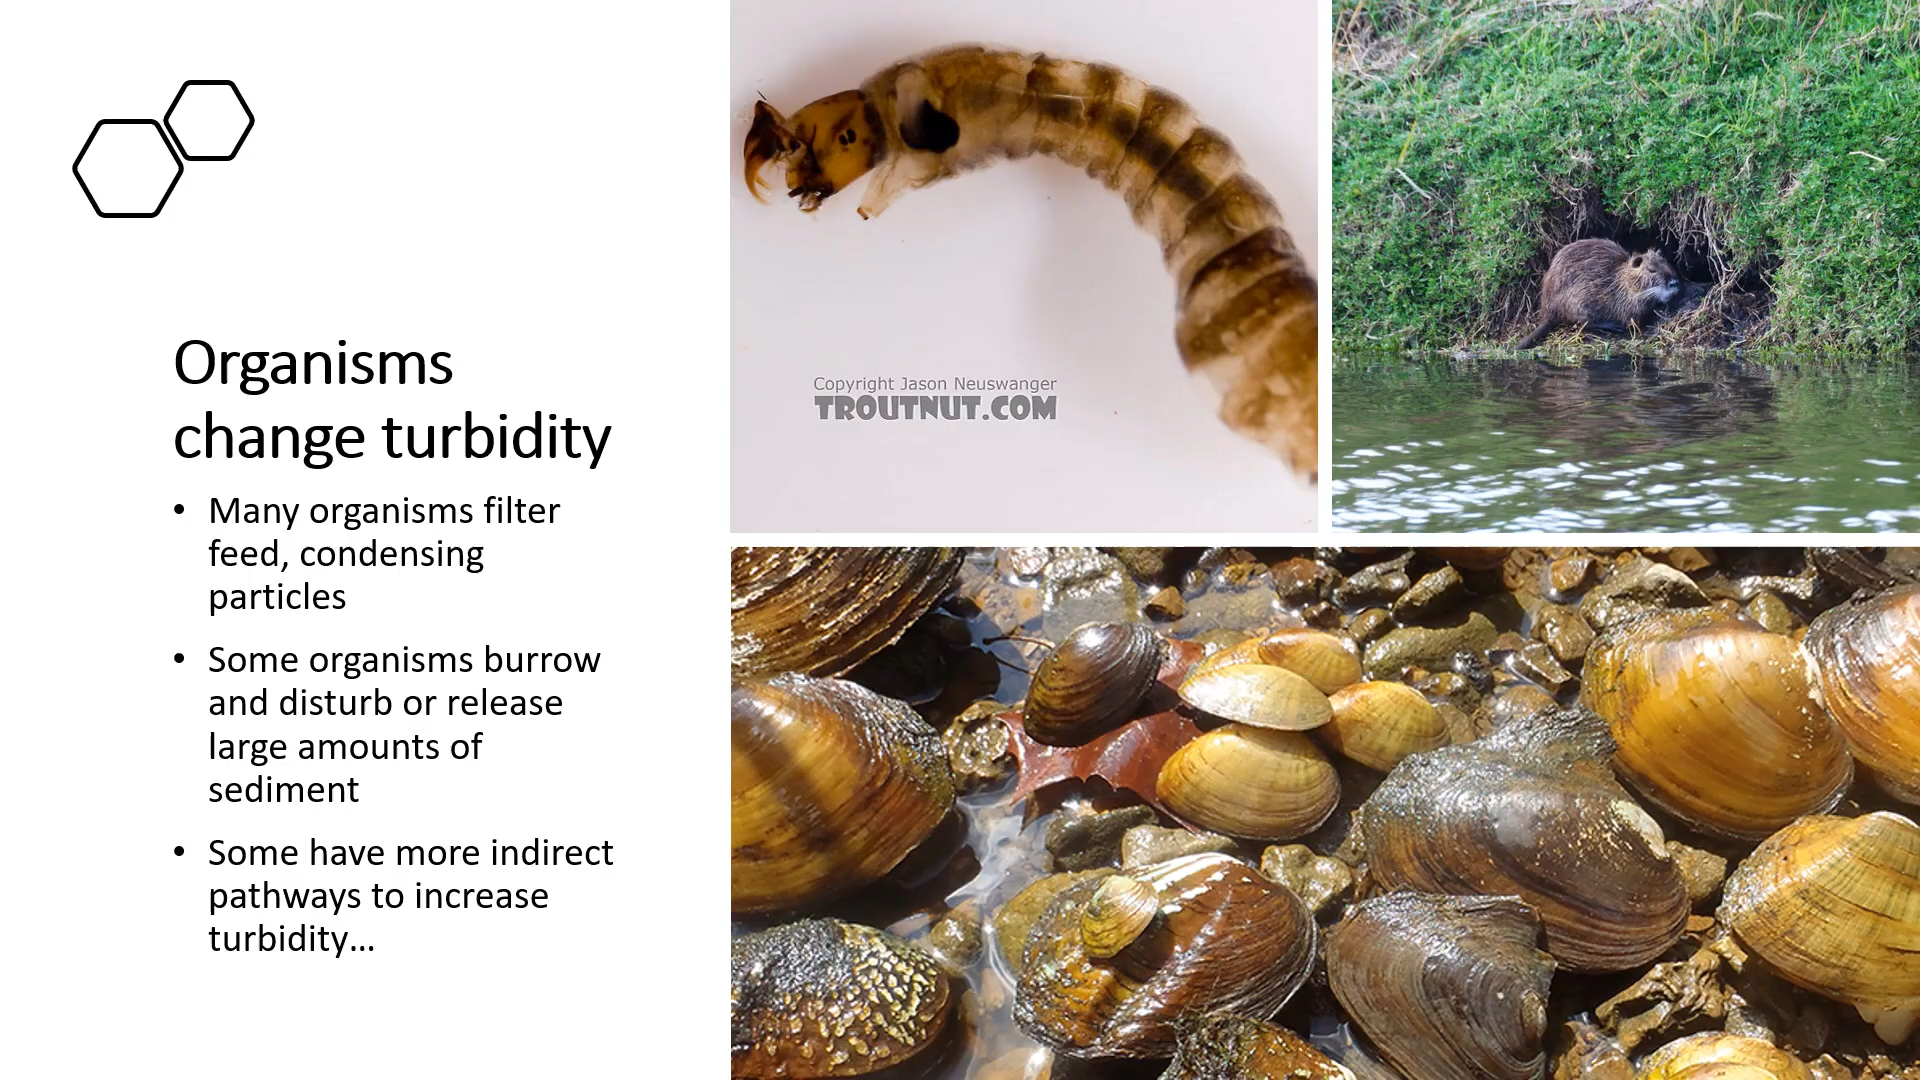 Organisms
change turbidity
• Many organisms filter
feed, condensing
particles
• Some organisms burrow
and disturb or release
large amounts of
sediment
• Some have more indirect
pathways to increase
turbidity…
Copyright Jason Neuswanger
TROUTNUT.COM